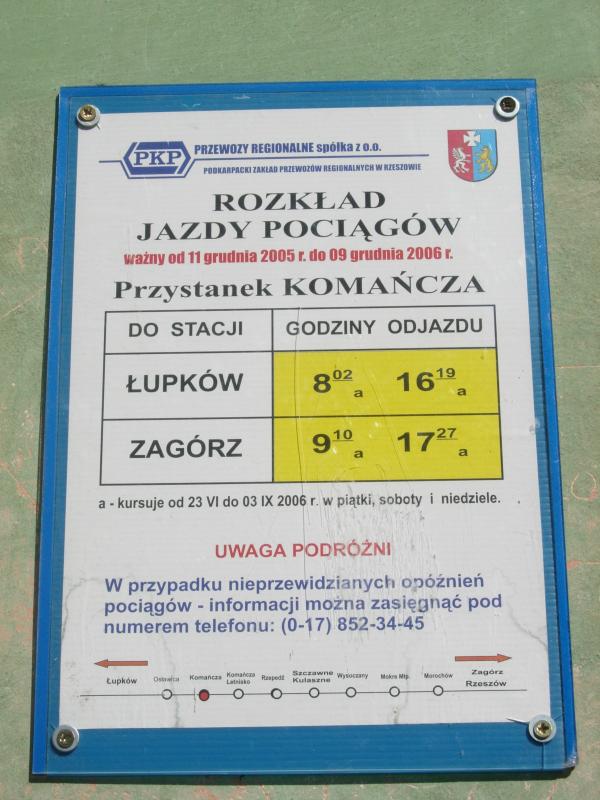 PKP
PRZEWOZY REGIONALNE spółka z o.o.
PODKARPACKI ZAKŁAD PRZEWOZÓW REGIONALNYCH W RZESZOWIE
ROZKŁAD
JAZDY POCIĄGÓW
ważny od 11 grudnia 2005 r. do 09 grudnia 2006 r.
Przystanek KOMAŃCZA
DO STACJI GODZINY ODJAZDU
ŁUPKÓW 8 02 a 16 19 a
ZAGÓRZ 9 10 a 17 27 a
a - kursuje od 23 VI do 03 IX 2006 r. w piątki, soboty i niedziele.
UWAGA PODRÓŻNI
W przypadku nieprzewidzianych opóźnień
pociągów - informacji można zasięgnąć pod
numerem telefonu: (0-17) 852-34-45
Łupków
Osławica
Komańcza
Komańcza
Letnisko
Rzepedź
Szczawne
Kulaszne
Wysoczany
Mokre Młp.
Morochów
Zagórz
Rzeszów